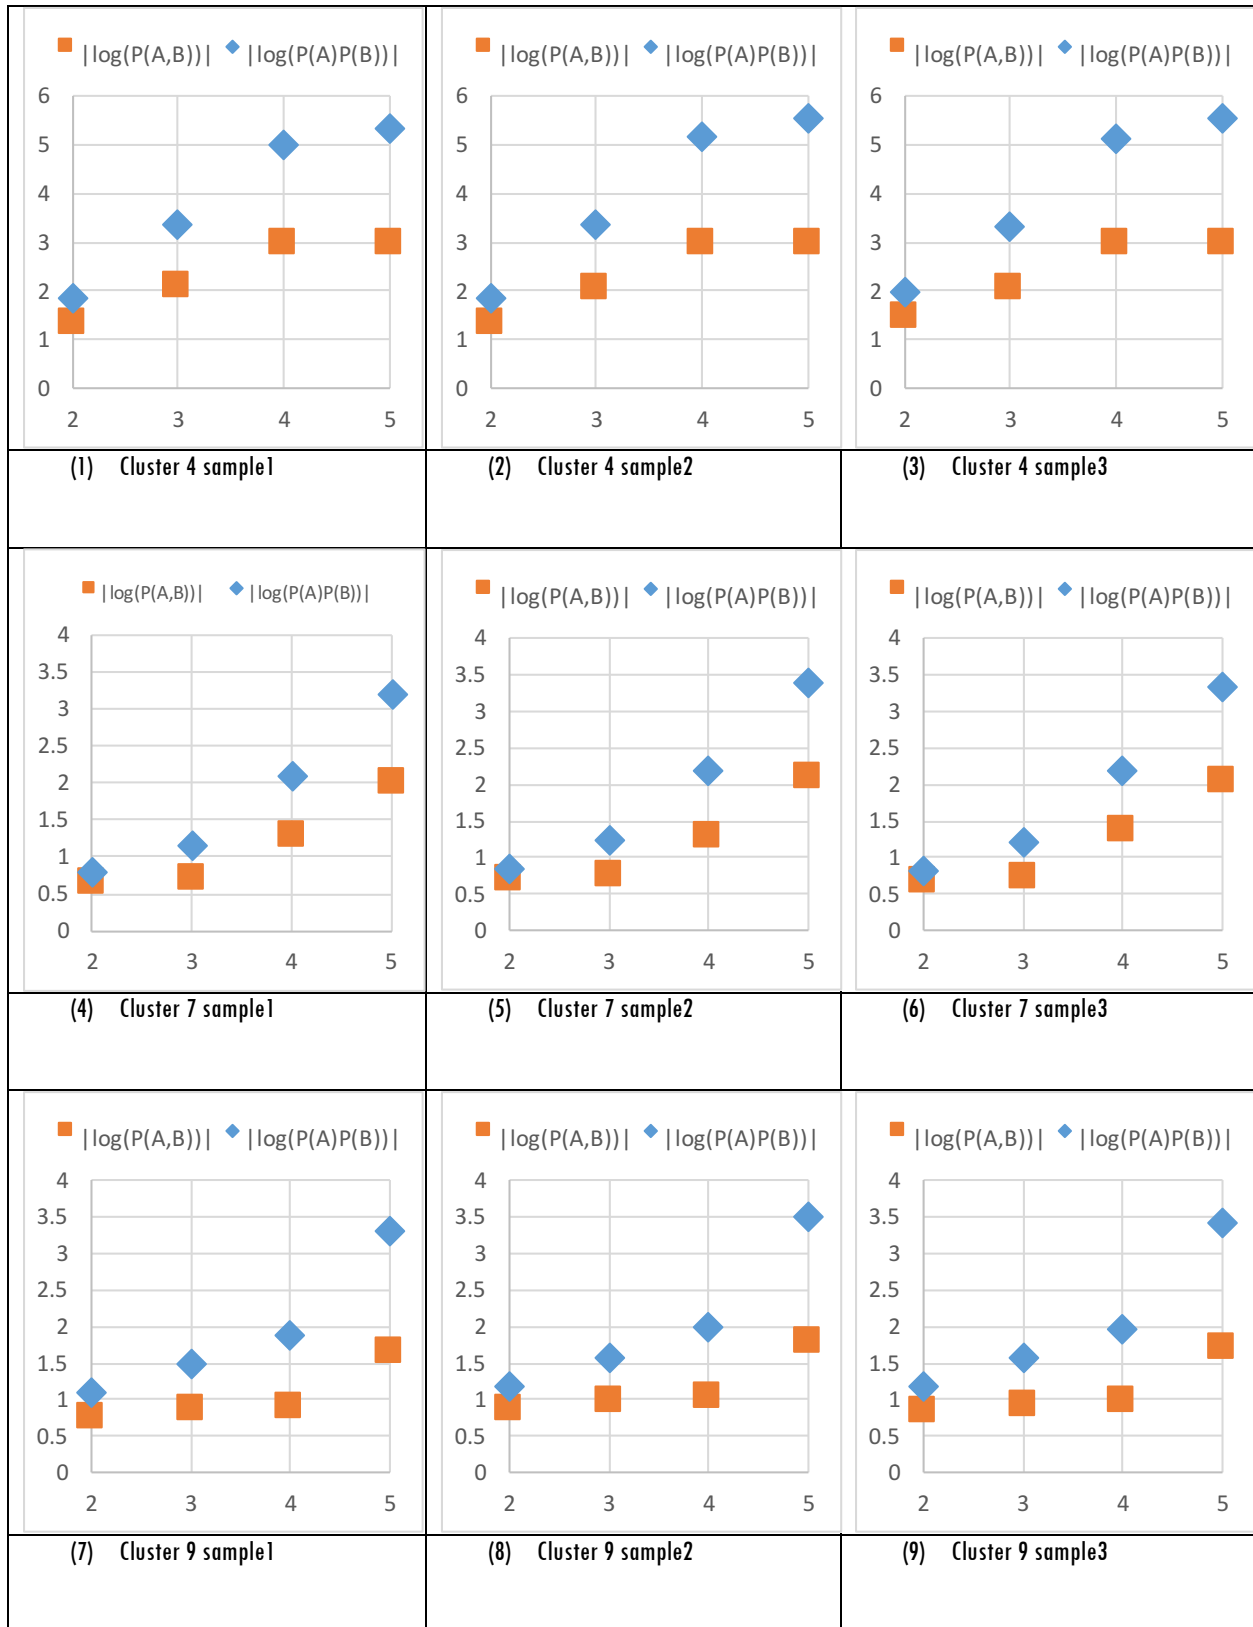 |log(P(A,B))| |log(P(A)P(B))|
6
5
4
3
2
1
0
2 3 4 5
(1) Cluster 4 sample1
|log(P(A,B))| |log(P(A)P(B))|
6
5
4
3
2
1
0
2 3 4 5
(2) Cluster 4 sample2
|log(P(A,B))| |log(P(A)P(B))|
6
5
4
3
2
1
0
2 3 4 5
(3) Cluster 4 sample3
|log(P(A,B))| |log(P(A)P(B))|
4
3.5
3
2.5
2
1.5
1
0.5
0
2 3 4 5
(4) Cluster 7 sample1
|log(P(A,B))| |log(P(A)P(B))|
4
3.5
3
2.5
2
1.5
1
0.5
0
2 3 4 5
(5) Cluster 7 sample2
|log(P(A,B))| |log(P(A)P(B))|
4
3.5
3
2.5
2
1.5
1
0.5
0
2 3 4 5
(6) Cluster 7 sample3
|log(P(A,B))| |log(P(A)P(B))|
4
3.5
3
2.5
2
1.5
1
0.5
0
2 3 4 5
(7) Cluster 9 sample1
|log(P(A,B))| |log(P(A)P(B))|
4
3.5
3
2.5
2
1.5
1
0.5
0
2 3 4 5
(8) Cluster 9 sample2
|log(P(A,B))| |log(P(A)P(B))|
4
3.5
3
2.5
2
1.5
1
0.5
0
2 3 4 5
(9) Cluster 9 sample3